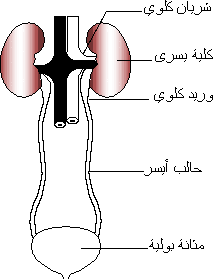 شريان كلوي
كلية يسرى
وريد كلوي
حالب أيسر
مثانة بولية